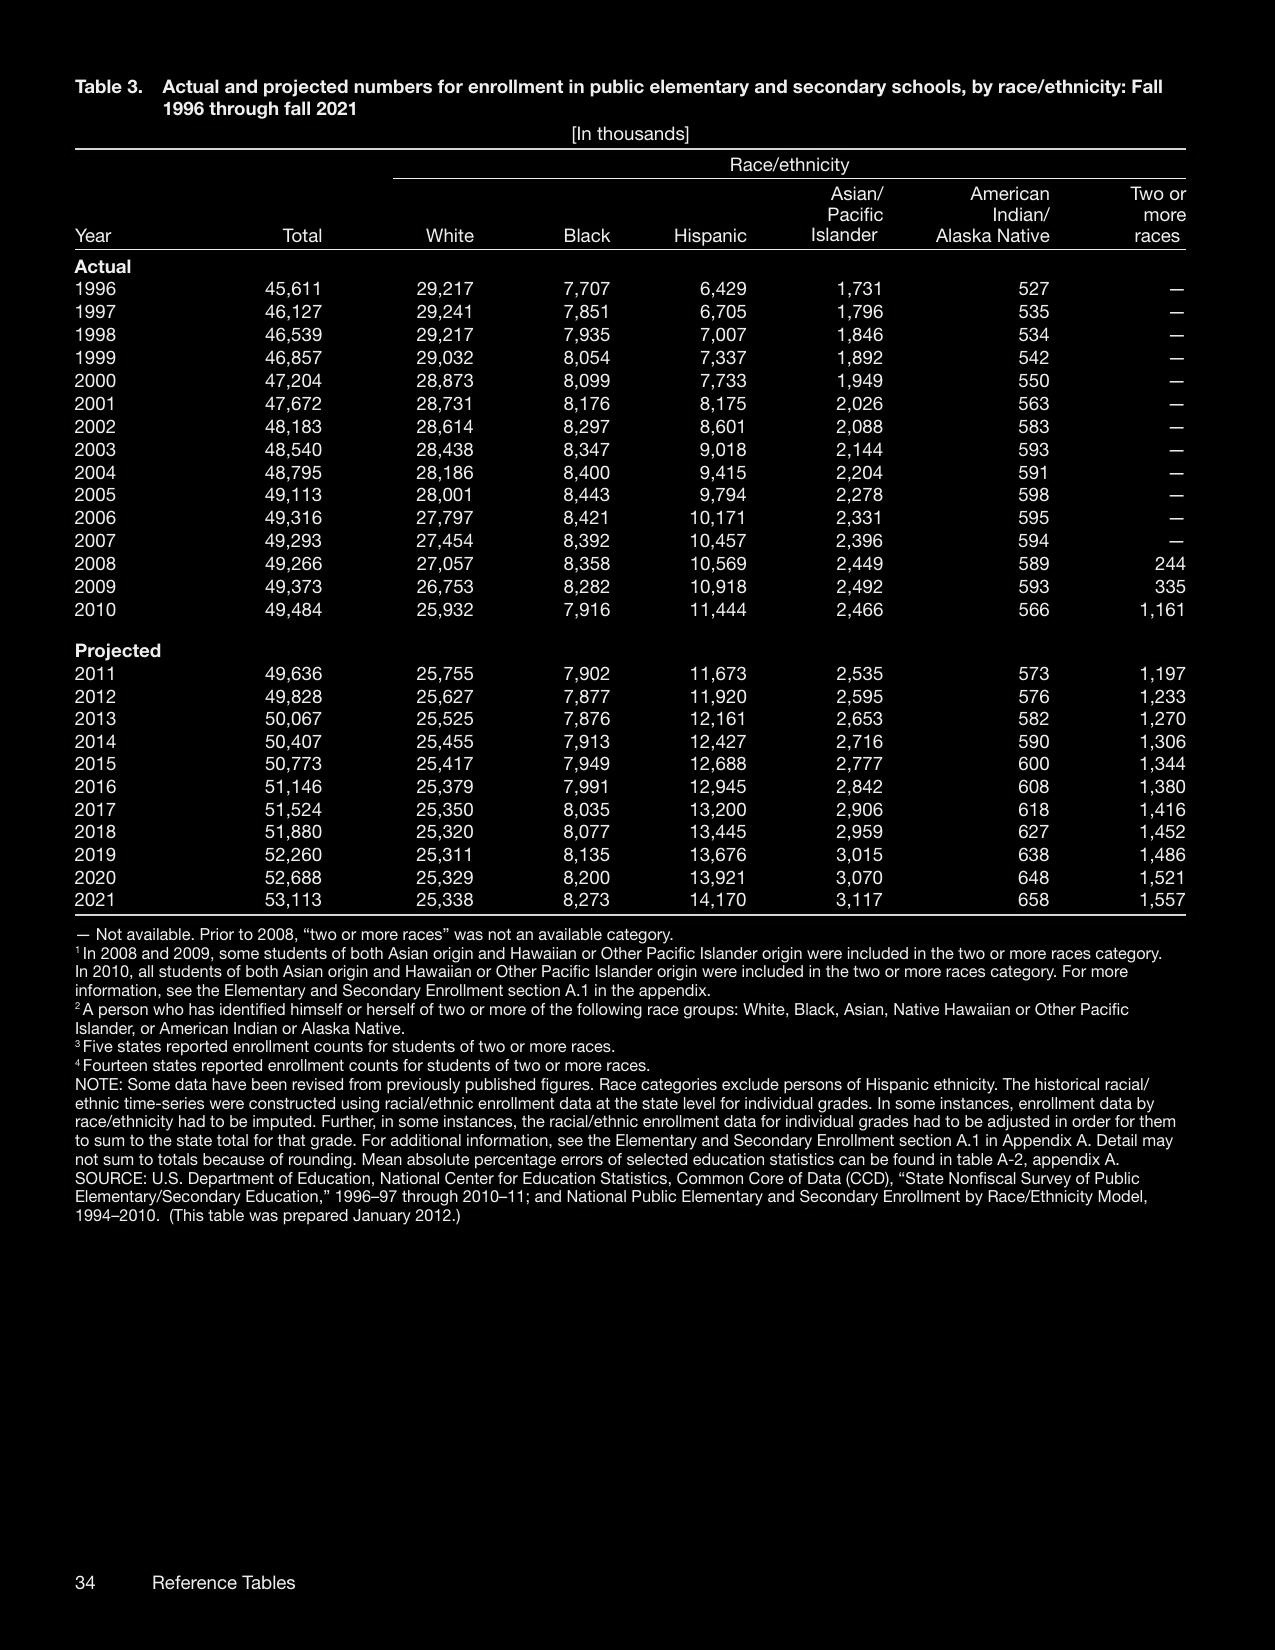 Table 3. Actual and projected numbers for enrollment in public elementary and secondary schools, by race/ethnicity: Fall
1996 through fall 2021
[In thousands]
Race/ethnicity
Asian/ American Two or
Pacific Indian/ more
Year Total White Black Hispanic Islander Alaska Native races
Actual
1996 45,611 29,217 7,707 6,429 1,731 527 —
1997 46,127 29,241 7,851 6,705 1,796 535 —
1998 46,539 29,217 7,935 7,007 1,846 534 —
1999 46,857 29,032 8,054 7,337 1,892 542 —
2000 47,204 28,873 8,099 7,733 1,949 550 —
2001 47,672 28,731 8,176 8,175 2,026 563 —
2002 48,183 28,614 8,297 8,601 2,088 583 —
2003 48,540 28,438 8,347 9,018 2,144 593 —
2004 48,795 28,186 8,400 9,415 2,204 591 —
2005 49,113 28,001 8,443 9,794 2,278 598 —
2006 49,316 27,797 8,421 10,171 2,331 595 —
2007 49,293 27,454 8,392 10,457 2,396 594 —
2008 49,266 27,057 8,358 10,569 2,449 589 244
2009 49,373 26,753 8,282 10,918 2,492 593 335
2010 49,484 25,932 7,916 11,444 2,466 566 1,161
Projected
2011 49,636 25,755 7,902 11,673 2,535 573 1,197
2012 49,828 25,627 7,877 11,920 2,595 576 1,233
2013 50,067 25,525 7,876 12,161 2,653 582 1,270
2014 50,407 25,455 7,913 12,427 2,716 590 1,306
2015 50,773 25,417 7,949 12,688 2,777 600 1,344
2016 51,146 25,379 7,991 12,945 2,842 608 1,380
2017 51,524 25,350 8,035 13,200 2,906 618 1,416
2018 51,880 25,320 8,077 13,445 2,959 627 1,452
2019 52,260 25,311 8,135 13,676 3,015 638 1,486
2020 52,688 25,329 8,200 13,921 3,070 648 1,521
2021 53,113 25,338 8,273 14,170 3,117 658 1,557
— Not available. Prior to 2008, “two or more races” was not an available category.
1 In 2008 and 2009, some students of both Asian origin and Hawaiian or Other Pacific Islander origin were included in the two or more races category.
In 2010, all students of both Asian origin and Hawaiian or Other Pacific Islander origin were included in the two or more races category. For more
information, see the Elementary and Secondary Enrollment section A.1 in the appendix.
2 A person who has identified himself or herself of two or more of the following race groups: White, Black, Asian, Native Hawaiian or Other Pacific
Islander, or American Indian or Alaska Native.
3 Five states reported enrollment counts for students of two or more races.
4 Fourteen states reported enrollment counts for students of two or more races.
NOTE: Some data have been revised from previously published figures. Race categories exclude persons of Hispanic ethnicity. The historical racial/
ethnic time-series were constructed using racial/ethnic enrollment data at the state level for individual grades. In some instances, enrollment data by
race/ethnicity had to be imputed. Further, in some instances, the racial/ethnic enrollment data for individual grades had to be adjusted in order for them
to sum to the state total for that grade. For additional information, see the Elementary and Secondary Enrollment section A.1 in Appendix A. Detail may
not sum to totals because of rounding. Mean absolute percentage errors of selected education statistics can be found in table A-2, appendix A.
SOURCE: U.S. Department of Education, National Center for Education Statistics, Common Core of Data (CCD), “State Nonfiscal Survey of Public
Elementary/Secondary Education,” 1996–97 through 2010–11; and National Public Elementary and Secondary Enrollment by Race/Ethnicity Model,
1994–2010. (This table was prepared January 2012.)
34 Reference Tables